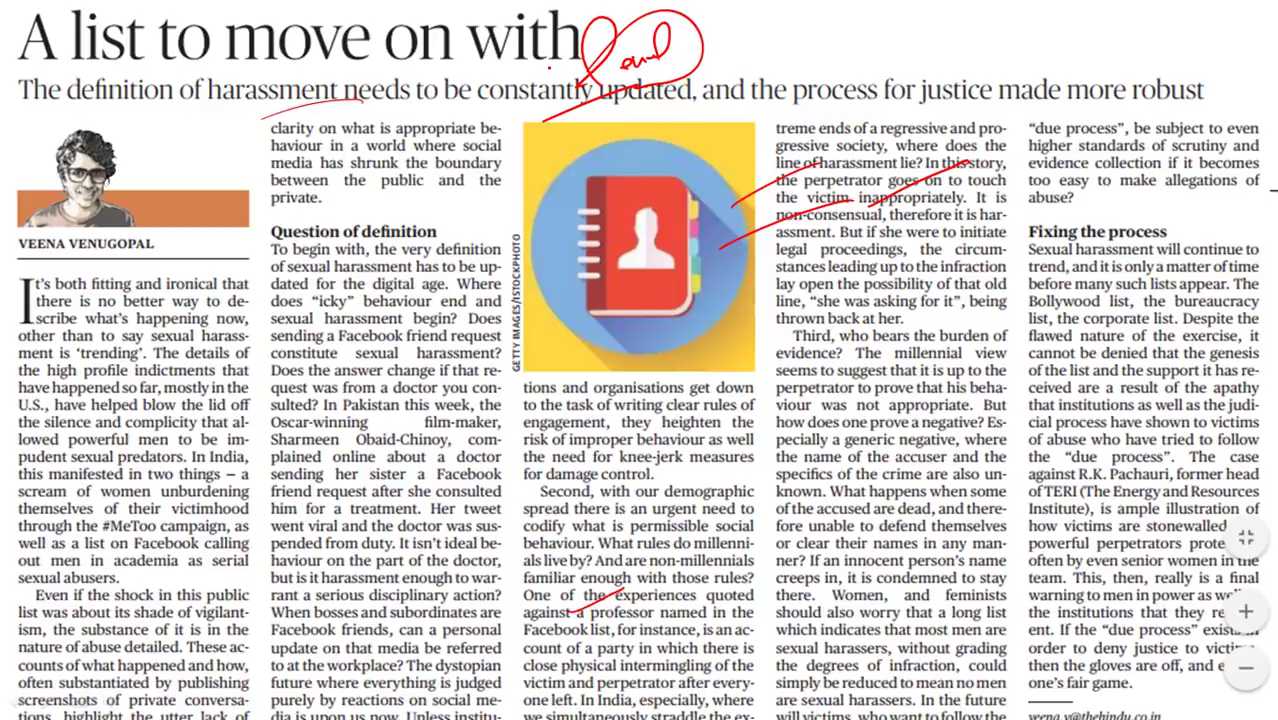 A list to move on with
The definition of harassment needs to be constantly updated, and the process for justice made more robust
VEENA VENUGOPAL
It's both fitting and ironical that
there is no better way to de-
scribe what's happening now,
other than to say sexual harass-
ment is 'trending'. The details of
the high profile indictments that
have happened so far, mostly in the
U.S., have helped blow the lid off
the silence and complicity that al-
lowed powerful men to be im-
pudent sexual predators. In India,
this manifested in two things – a
scream of women unburdening
themselves of their victimhood
through the #MeToo campaign, as
well as a list on Facebook calling
out men in academia as serial
sexual abusers.
Even if the shock in this public
list was about its shade of vigilant-
ism, the substance of it is in the
nature of abuse detailed. These ac-
counts of what happened and how,
often substantiated by publishing
screenshots of private conversa-
tions, highlight the utter lack of
clarity on what is appropriate be-
haviour in a world where social
media has shrunk the boundary
between the public and the
private.
Question of definition
To begin with, the very definition
of sexual harassment has to be up-
dated for the digital age. Where
does "icky" behaviour end and
sexual harassment begin? Does
sending a Facebook friend request
constitute sexual harassment?
Does the answer change if that re-
quest was from a doctor you con-
sulted? In Pakistan this week, the
Oscar-winning film-maker,
Sharmeen Obaid-Chinoy, com-
plained online about a doctor
sending her sister a Facebook
friend request after she consulted
him for a treatment. Her tweet
went viral and the doctor was sus-
pended from duty. It isn't ideal be-
haviour on the part of the doctor,
but is it harassment enough to war-
rant a serious disciplinary action?
When bosses and subordinates are
Facebook friends, can a personal
update on that media be referred
to at the workplace? The dystopian
future where everything is judged
purely by reactions on social me-
dia is upon us now. Unless institu-
GETTY IMAGES/ISTOCKPHOTO
tions and organisations get down
to the task of writing clear rules of
engagement, they heighten the
risk of improper behaviour as well
the need for knee-jerk measures
for damage control.
Second, with our demographic
spread there is an urgent need to
codify what is permissible social
behaviour. What rules do millenni-
als live by? And are non-millennials
familiar enough with those rules?
One of the experiences quoted
against a professor named in the
Facebook list, for instance, is an ac-
count of a party in which there is
close physical intermingling of the
victim and perpetrator after every-
one left. In India, especially, where
we simultaneously straddle the ex-
treme ends of a regressive and pro-
gressive society, where does the
line of harassment lie? In this story,
the perpetrator goes on to touch
the victim inappropriately. It is
non-consensual, therefore it is har-
assment. But if she were to initiate
legal proceedings, the circum-
stances leading up to the infraction
lay open the possibility of that old
line, "she was asking for it", being
thrown back at her.
Third, who bears the burden of
evidence? The millennial view
seems to suggest that it is up to the
perpetrator to prove that his beha-
viour was not appropriate. But
how does one prove a negative? Es-
pecially a generic negative, where
the name of the accuser and the
specifics of the crime are also un-
known. What happens when some
of the accused are dead, and there-
fore unable to defend themselves
or clear their names in any man-
ner? If an innocent person's name
creeps in, it is condemned to stay
there. Women, and feminists
should also worry that a long list
which indicates that most men are
sexual harassers, without grading
the degrees of infraction, could
simply be reduced to mean no men
are sexual harassers. In the future
will victims, who want to follow the
"due process", be subject to even
higher standards of scrutiny and
evidence collection if it becomes
too easy to make allegations of
abuse?
Fixing the process
Sexual harassment will continue to
trend, and it is only a matter of time
before many such lists appear. The
Bollywood list, the bureaucracy
list, the corporate list. Despite the
flawed nature of the exercise, it
cannot be denied that the genesis
of the list and the support it has re-
ceived are a result of the apathy
that institutions as well as the judi-
cial process have shown to victims
of abuse who have tried to follow
the "due process". The case
against R.K. Pachauri, former head
of TERI (The Energy and Resources
Institute), is ample illustration of
how victims are stonewalled
powerful perpetrators prote
often by even senior women in the
team. This, then, really is a final
warning to men in power as we
the institutions that they re
ent. If the "due process" exists in
order to deny justice to victi
then the gloves are off, and e
one's fair game.
veena.v@thehindu.co.in